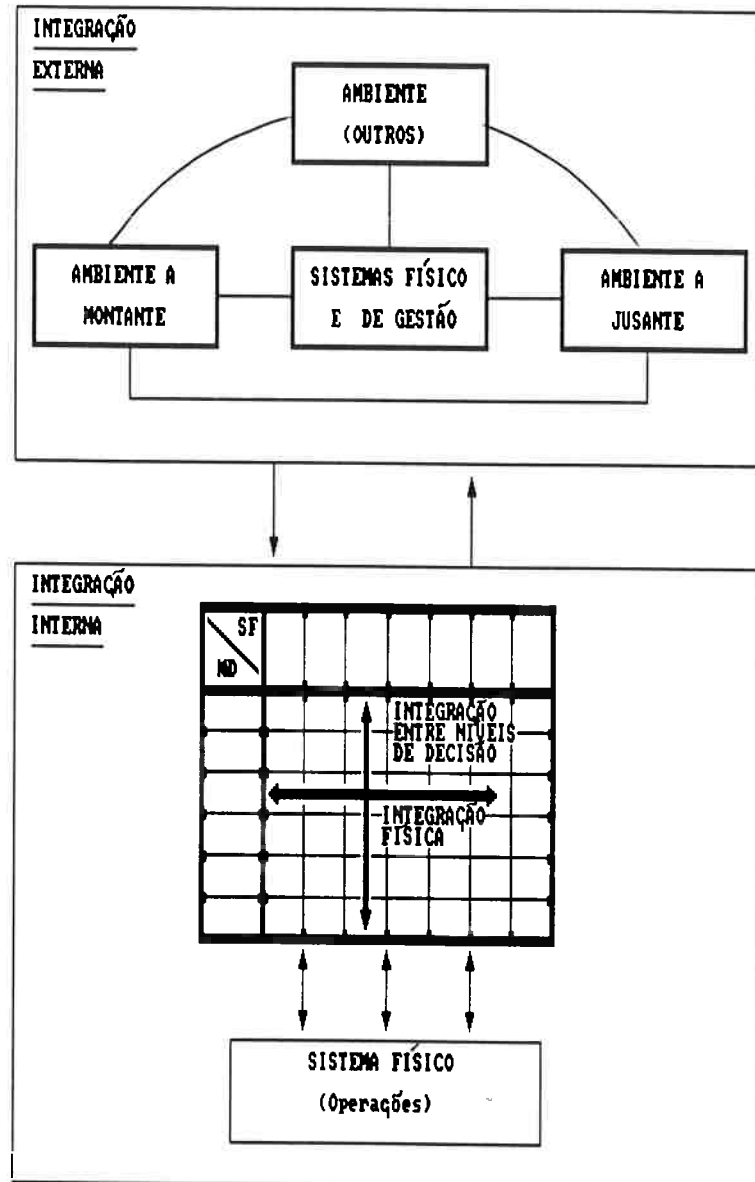 INTEGRAÇÃO
EXTERNA
AMBIENTE
(OUTROS)
AMBIENTE A
MONTANTE
SISTEMAS FÍSICO
E DE GESTÃO
AMBIENTE A
JUSANTE
INTEGRAÇÃO
INTERNA
SF
ND
INTEGRAÇÃO
ENTRE NÍVEIS
DE DECISÃO
INTEGRAÇÃO
FÍSICA
SISTEMA FÍSICO
(Operações)